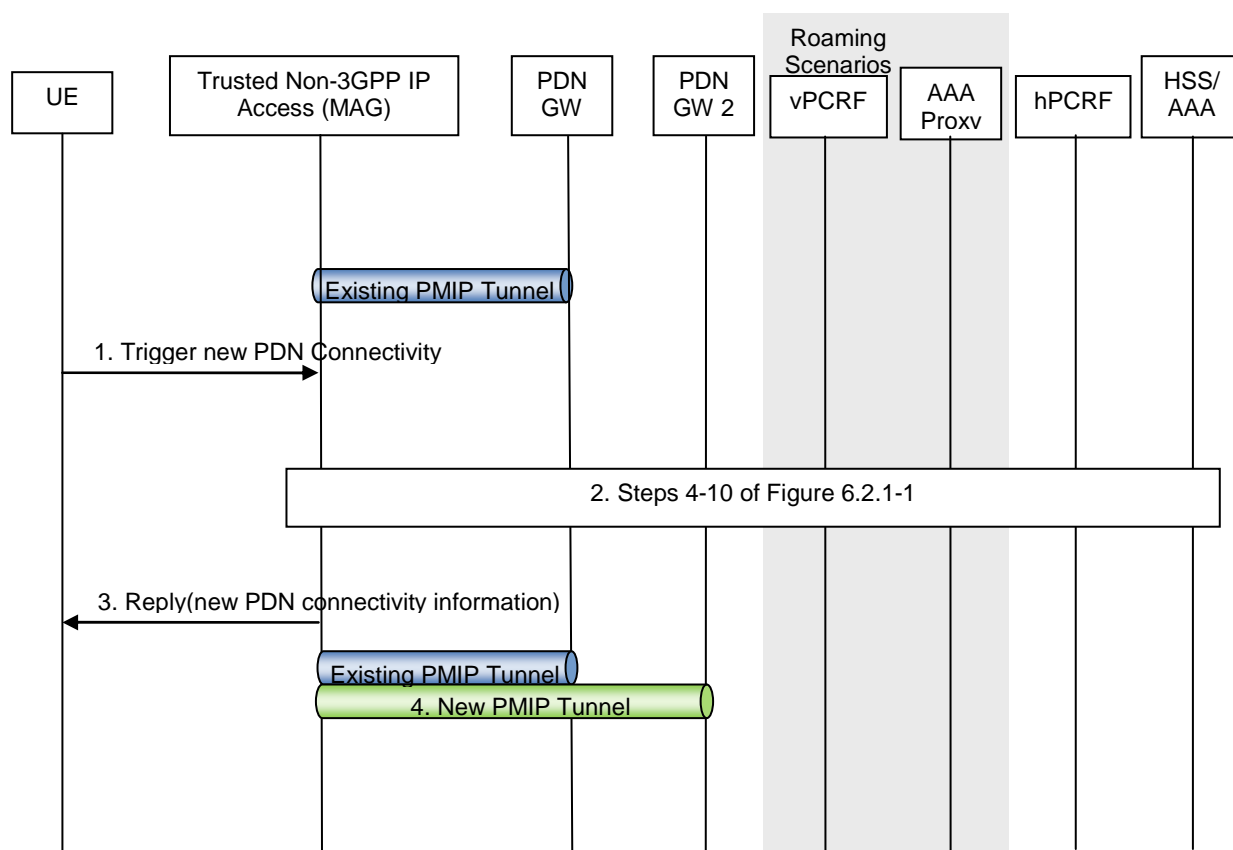 Roaming
Scenarios
UE
Trusted Non-3GPP IP
Access (MAG)
PDN
GW
PDN
GW 2
vPCRF
AAA
Proxv
hPCRF
HSS/
AAA
Existing PMIP Tunnel
1. Trigger new PDN Connectivity
2. Steps 4-10 of Figure 6.2.1-1
3. Reply(new PDN connectivity information)
Existing PMIP Tunnel
4. New PMIP Tunnel